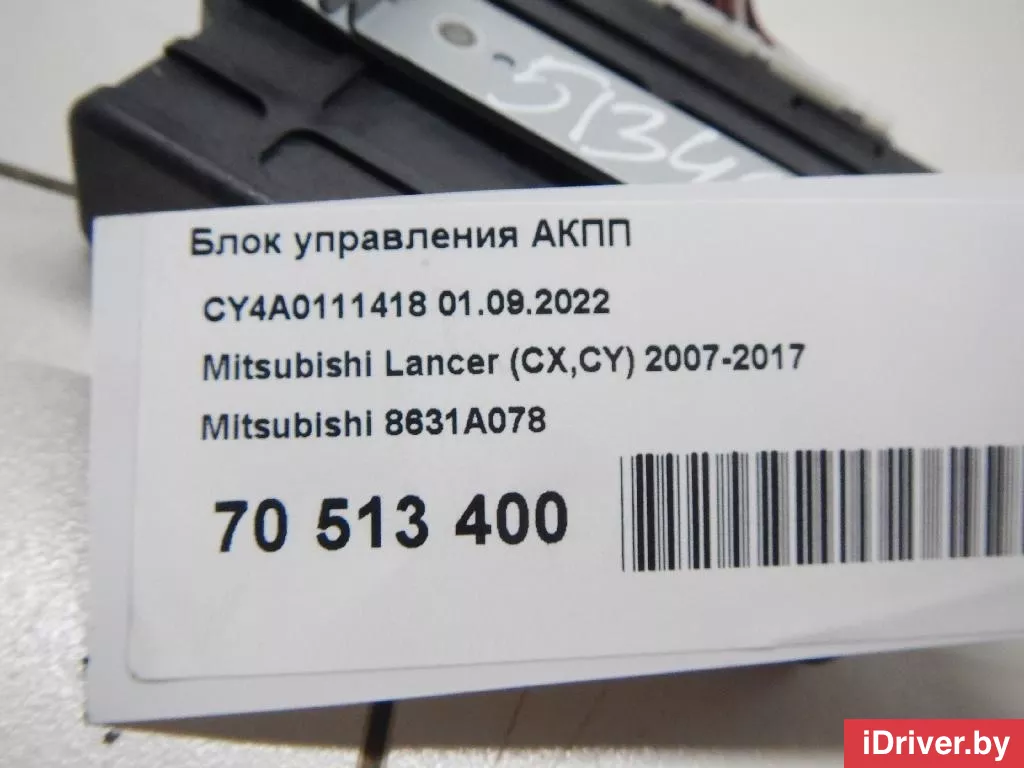 Блок управления АКПП
CY4A0111418 01.09.2022
Mitsubishi Lancer (CX,CY) 2007-2017
Mitsubishi 8631A078
70 513 400
iDriver.by